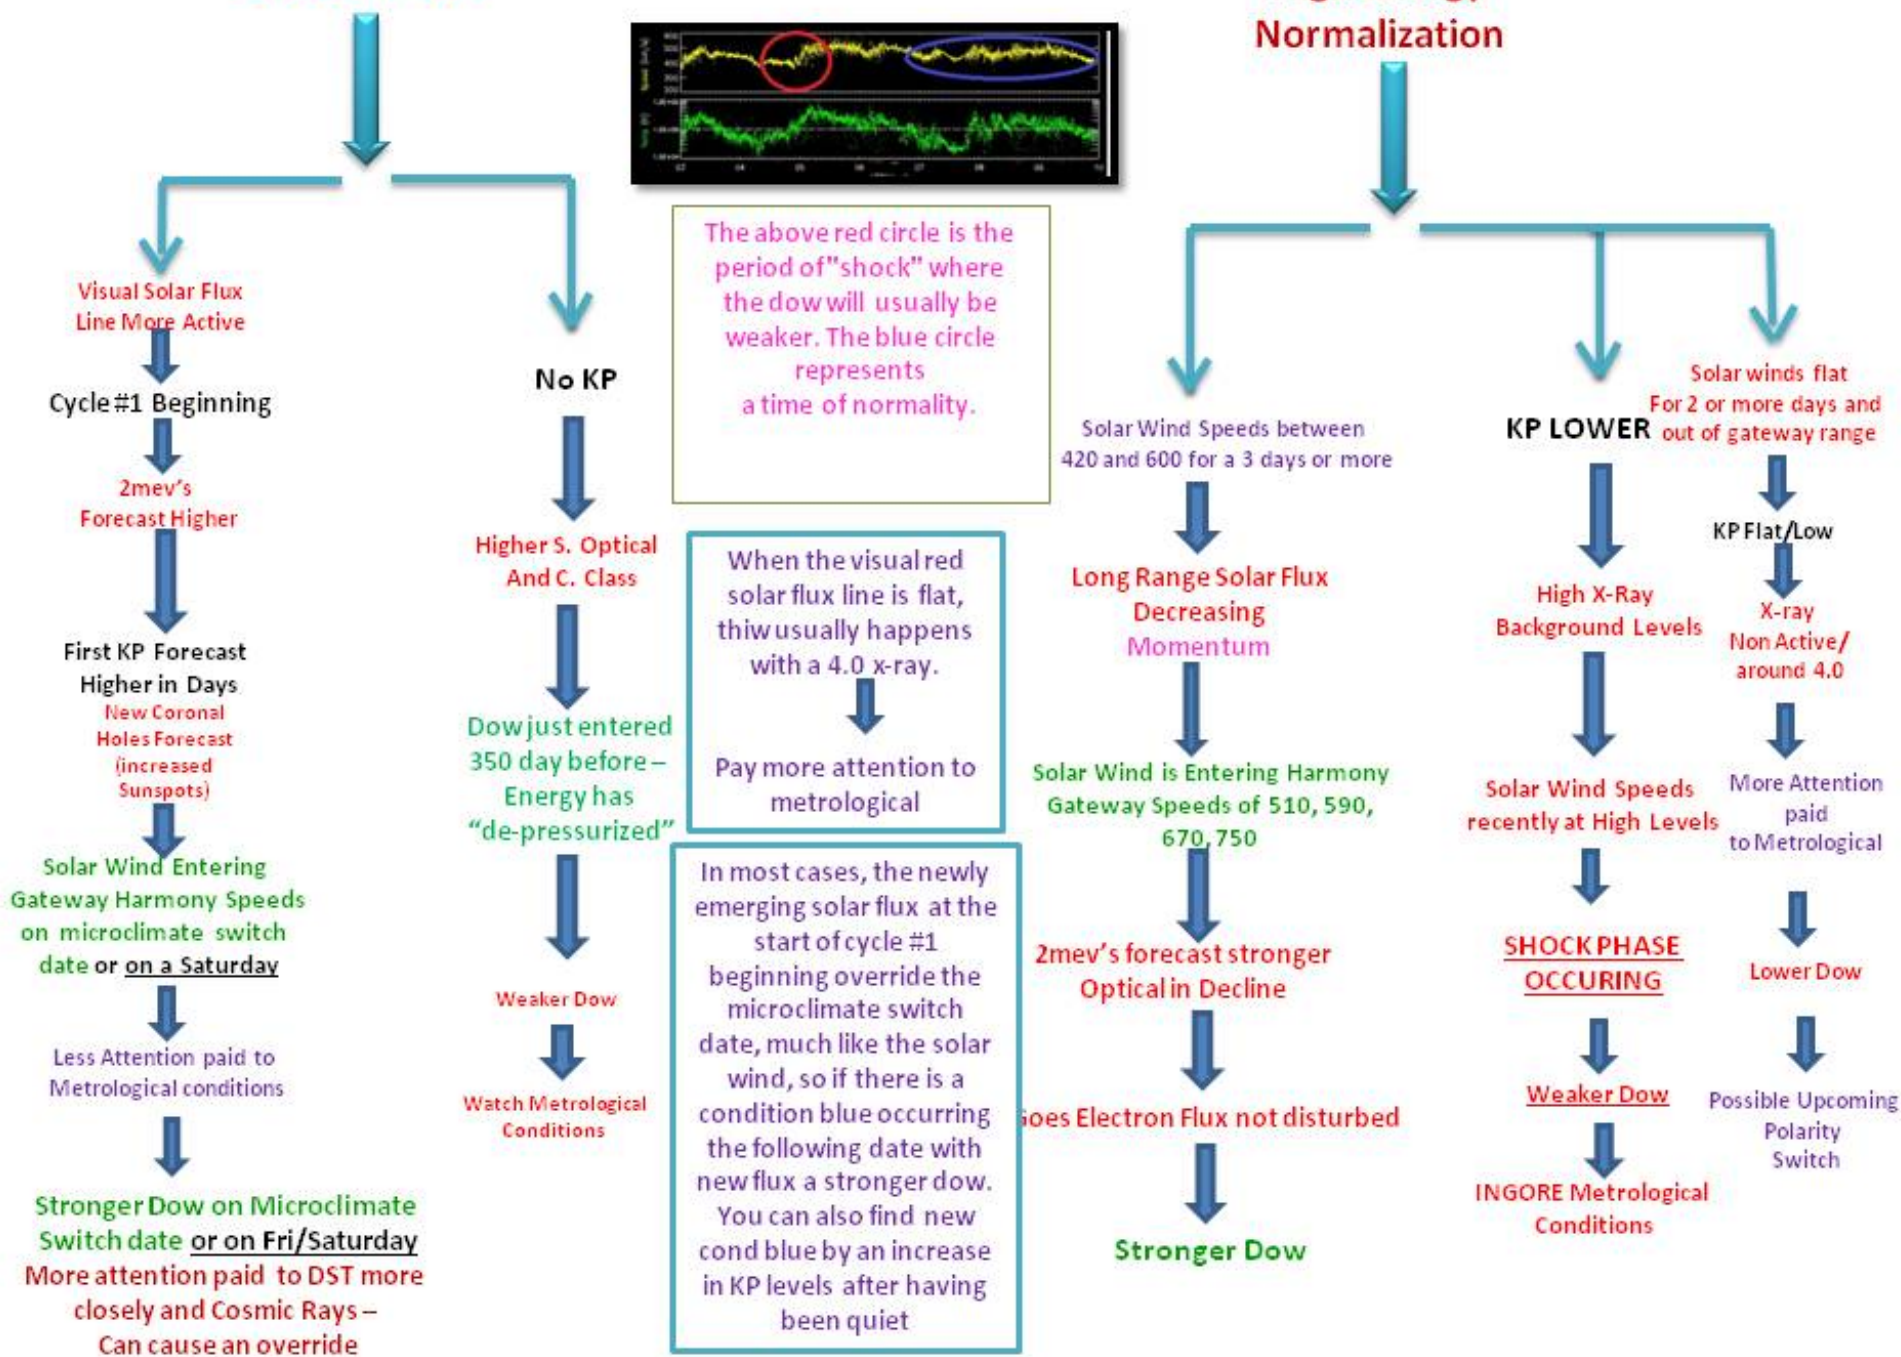 Normalization
Visual Solar Flux
Line More Active
Cycle #1 Beginning
2mev's
Forecast Higher
First KP Forecast
Higher in Days
New Coronal
Holes Forecast
(increased
Sunspots)
Solar Wind Entering
Gateway Harmony Speeds
on microclimate switch
date or on a Saturday
Less Attention paid to
Metrological conditions
Stronger Dow on Microclimate
Switch date or on Fri/Saturday
More attention paid to DST more
closely and Cosmic Rays –
Can cause an override
No KP
Higher S. Optical
And C. Class
Dow just entered
350 day before –
Energy has
"de-pressurized"
Weaker Dow
Watch Metrological
Conditions
The above red circle is the
period of"shock" where
the dow will usually be
weaker. The blue circle
represents
a time of normality.
When the visual red
solar flux line is flat,
thiw usually happens
with a 4.0 x-ray.
Pay more attention to
metrological
In most cases, the newly
emerging solar flux at the
start of cycle #1
beginning override the
microclimate switch
date, much like the solar
wind, so if there is a
condition blue occurring
the following date with
new flux a stronger dow.
You can also find new
cond blue by an increase
in KP levels after having
been quiet
Solar Wind Speeds between
420 and 600 for a 3 days or more
Long Range Solar Flux
Decreasing
Momentum
Solar Wind is Entering Harmony
Gateway Speeds of 510, 590,
670, 750
2mev's forecast stronger
Optical in Decline
Goes Electron Flux not disturbed
Stronger Dow
KP LOWER
High X-Ray
Background Levels
Solar Wind Speeds
recently at High Levels
SHOCK PHASE
OCCURING
Weaker Dow
INGORE Metrological
Conditions
Solar winds flat
For 2 or more days and
out of gateway range
KP Flat/Low
X-ray
Non Active/
around 4.0
More Attention
paid
to Metrological
Lower Dow
Possible Upcoming
Polarity
Switch